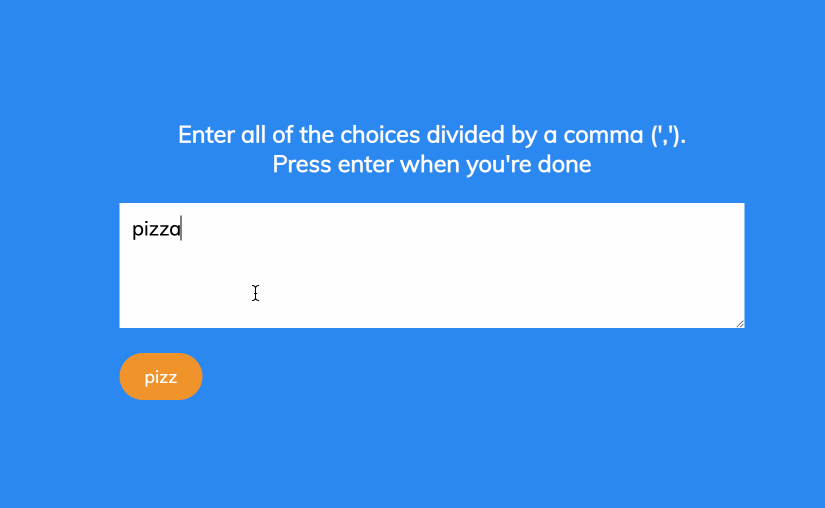 Enter all of the choices divided by a comma (',').
Press enter when you're done
pizza
pizz